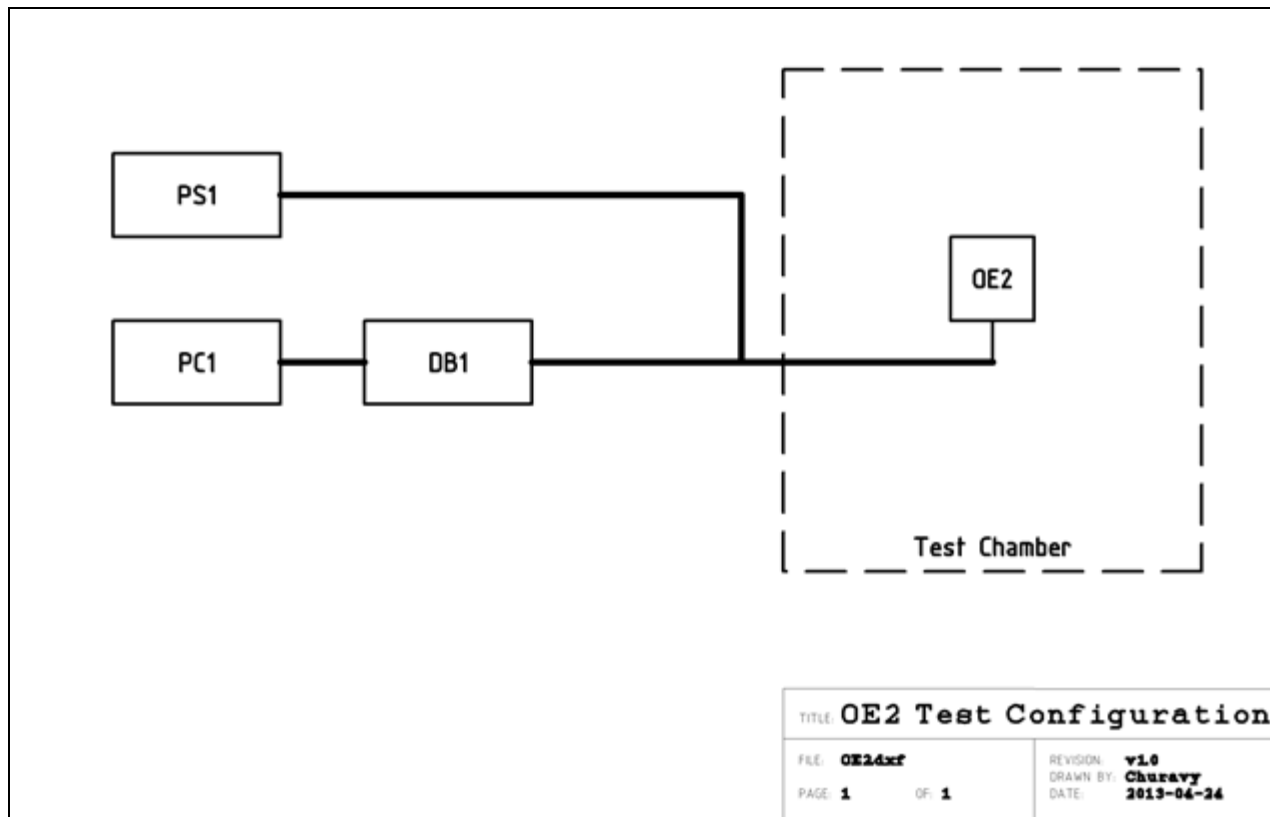 PS1
OE2
PC1
DB1
Test Chamber
TITLE: OE2 Test Configuration
FILE: OE2dxf
REVISION: v1.0
DRAWN BY: Churavy
PAGE: 1 OF: 1
DATE: 2013-04-24